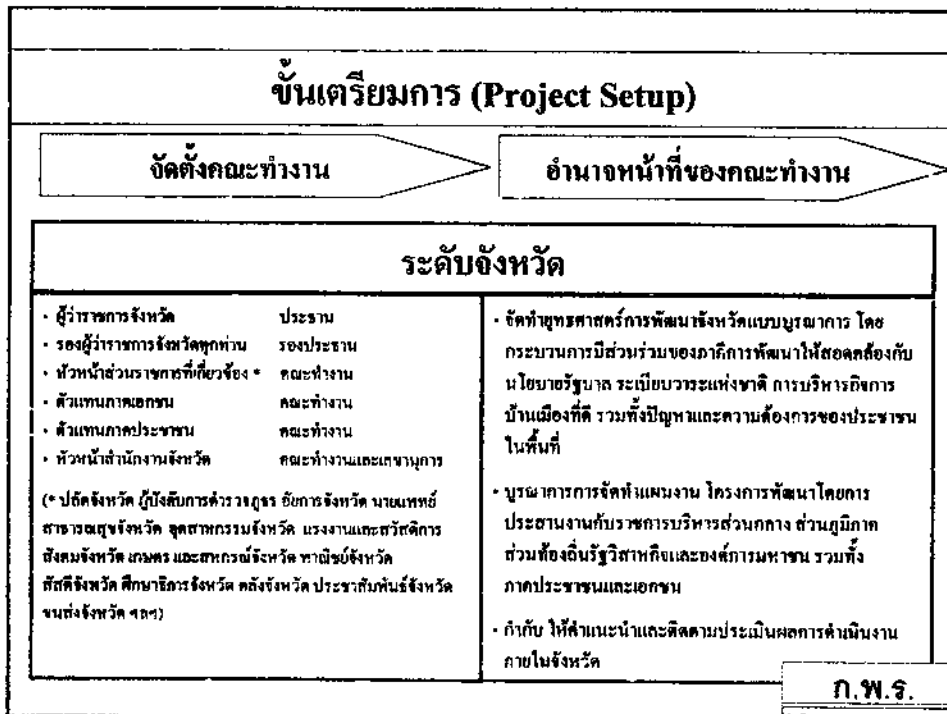 ขั้นเตรียมการ (Project Setup)
จัดตั้งคณะทำงาน
อำนาจหน้าที่ของคณะทำงาน
ระดับจังหวัด
· ผู้ว่าราชการจังหวัด ประธาน
· รองผู้ว่าราชการจังหวัดทุกท่าน รองประธาน
· หัวหน้าส่วนราชการที่เกี่ยวข้อง * คณะทำงาน
· ตัวแทนภาคเอกชน คณะทำงาน
· ตัวแทนภาคประชาชน คณะทำงาน
· หัวหน้าสำนักงานจังหวัด คณะทำงานและเลขานุการ
(* ปลัดจังหวัด ผู้บังคับการตำรวจภูธร อัยการจังหวัด นายแพทย์
สาธารณสุขจังหวัด อุตสาหกรรมจังหวัด แรงงานและสวัสดิการ
สังคมจังหวัด เกษตร และสหกรณ์จังหวัด พาณิชย์จังหวัด
สัสดีจังหวัด ศึกษาธิการจังหวัด คลังจังหวัด ประชาสัมพันธ์จังหวัด
ขนส่งจังหวัด ฯลฯ)
· จัดทำยุทธศาสตร์การพัฒนาจังหวัดแบบบูรณาการ โดย
กระบวนการมีส่วนร่วมของภาคีการพัฒนาให้สอดคล้องกับ
นโยบายรัฐบาล ระเบียบวาระแห่งชาติ การบริหารกิจการ
บ้านเมืองที่ดี รวมทั้งปัญหาและความต้องการของประชาชน
ในพื้นที่
· บูรณาการการจัดทำแผนงาน โครงการพัฒนาโดยการ
ประสานงานกับราชการบริหารส่วนกลาง ส่วนภูมิภาค
ส่วนท้องถิ่นรัฐวิสาหกิจและองค์การมหาชน รวมทั้ง
ภาคประชาชนและเอกชน
· กำกับ ให้คำแนะนำและติดตามประเมินผลการดำเนินงาน
ภายในจังหวัด
ก.พ.ร.